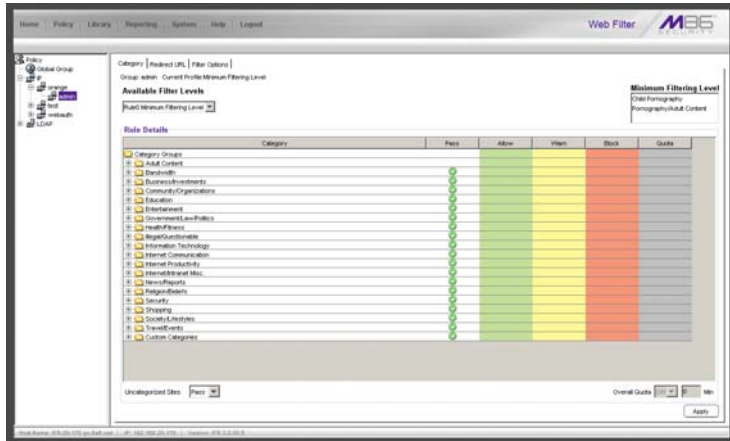 Home Policy Library Reporting System Help Logout
Web Filter
M86
SECURITY
Policy
Global Group
IP
orange
admin
test
webauth
LDAP
Category Redirect URL Filter Options
Group: admin Current Profile:Minimum Filtering Level
Available Filter Levels
Rule0 Minimum Filtering Level
Minimum Filtering Level
Child Pornography
Pornography/Adult Content
Rule Details
Category Pass Allow Warn Block Quota
Category Groups
Adult Content
Bandwidth
Business/Investments
Community/Organizations
Education
Entertainment
Government/Law/Politics
Health/Fitness
Illegal/Questionable
Information Technology
Internet Communication
Internet Productivity
Internet/Intranet Misc.
News/Reports
Religion/Beliefs
Security
Shopping
Society/Lifestyles
Travel/Events
Custom Categories
Uncategorized Sites Pass
Overall Quota Min
Apply